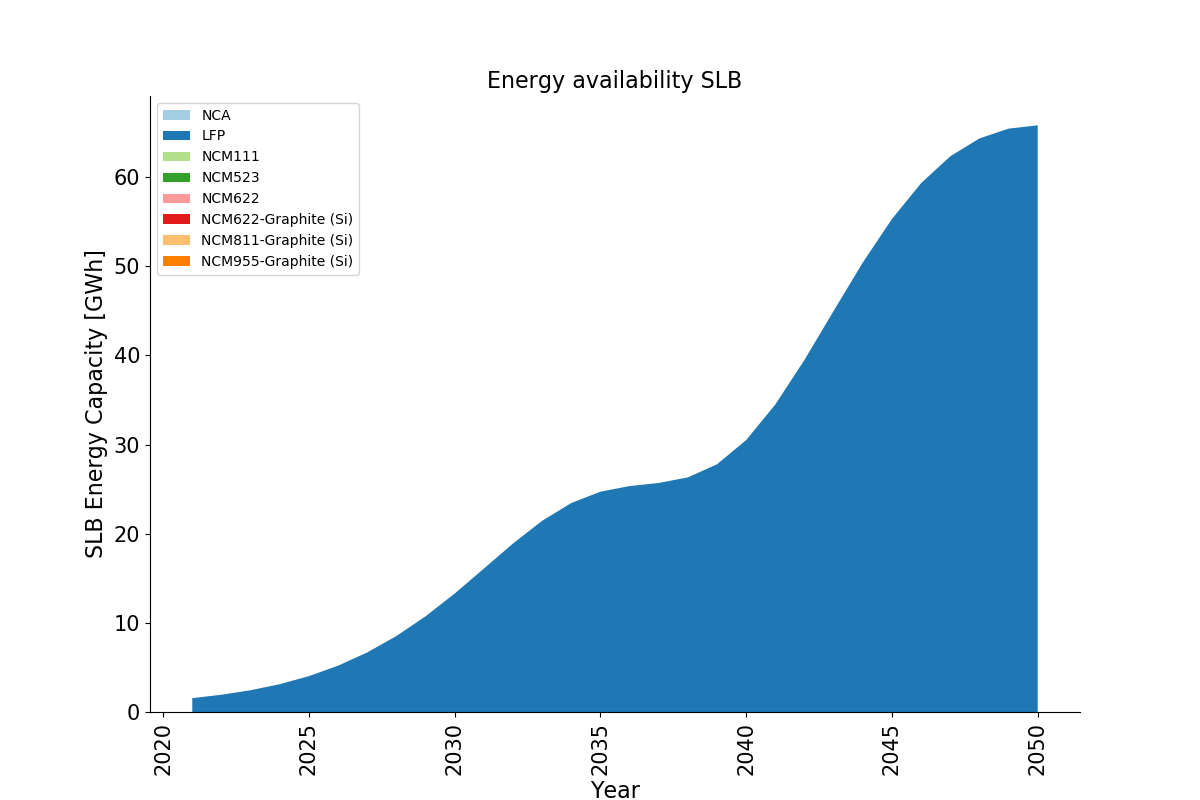 Energy availability SLB
NCA
LFP
NCM111
NCM523
NCM622
NCM622-Graphite (Si)
NCM811-Graphite (Si)
NCM955-Graphite (Si)
SLB Energy Capacity [GWh]
60
50
40
30
20
10
0
2020
2025
2030
2035
2040
2045
2050
Year